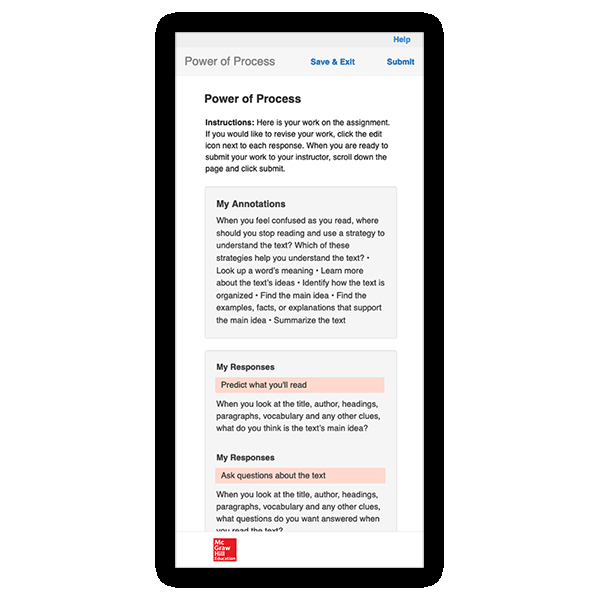 Help
Power of Process Save & Exit Submit
Power of Process
Instructions: Here is your work on the assignment.
If you would like to revise your work, click the edit
icon next to each response. When you are ready to
submit your work to your instructor, scroll down the
page and click submit.
My Annotations
When you feel confused as you read, where
should you stop reading and use a strategy to
understand the text? Which of these
strategies help you understand the text? •
Look up a word's meaning • Learn more
about the text's ideas • Identify how the text is
organized • Find the main idea • Find the
examples, facts, or explanations that support
the main idea • Summarize the text
My Responses
Predict what you'll read
When you look at the title, author, headings,
paragraphs, vocabulary and any other clues,
what do you think is the text's main idea?
My Responses
Ask questions about the text
When you look at the title, author, headings,
paragraphs, vocabulary and any other clues,
what questions do you want answered when
you read the text?
Mc
Graw
Hill
Education